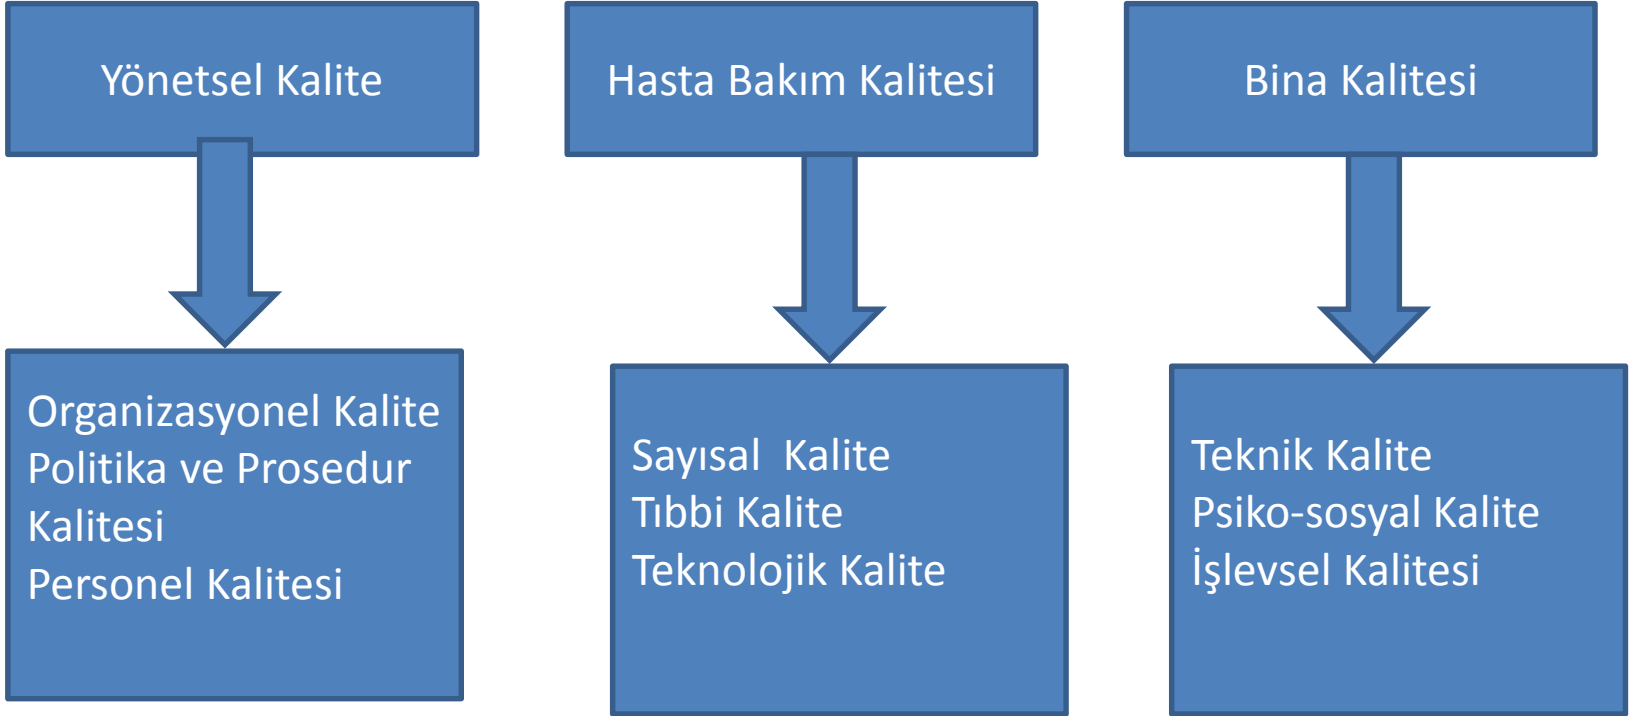 Yönetsel Kalite
Hasta Bakım Kalitesi
Bina Kalitesi
Organizasyonel Kalite
Politika ve Prosedur
Kalitesi
Personel Kalitesi
Sayısal  Kalite
Tıbbi Kalite
Teknolojik Kalite
Teknik Kalite
Psiko-sosyal Kalite
İşlevsel Kalitesi